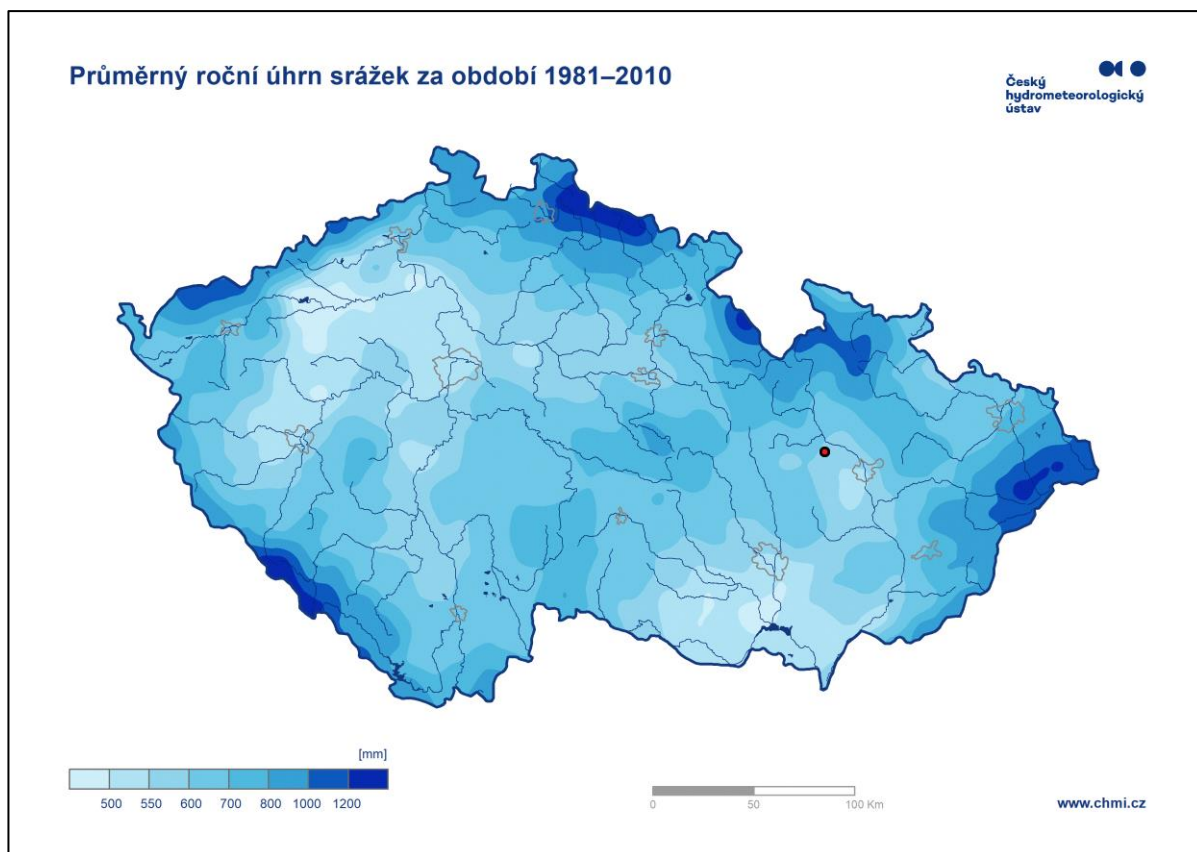 Průměrný roční úhrn srážek za období 1981–2010
Český
hydrometeorologický
ústav
[mm]
500 550 600 700 800 1000 1200
0 50 100 Km
www.chmi.cz